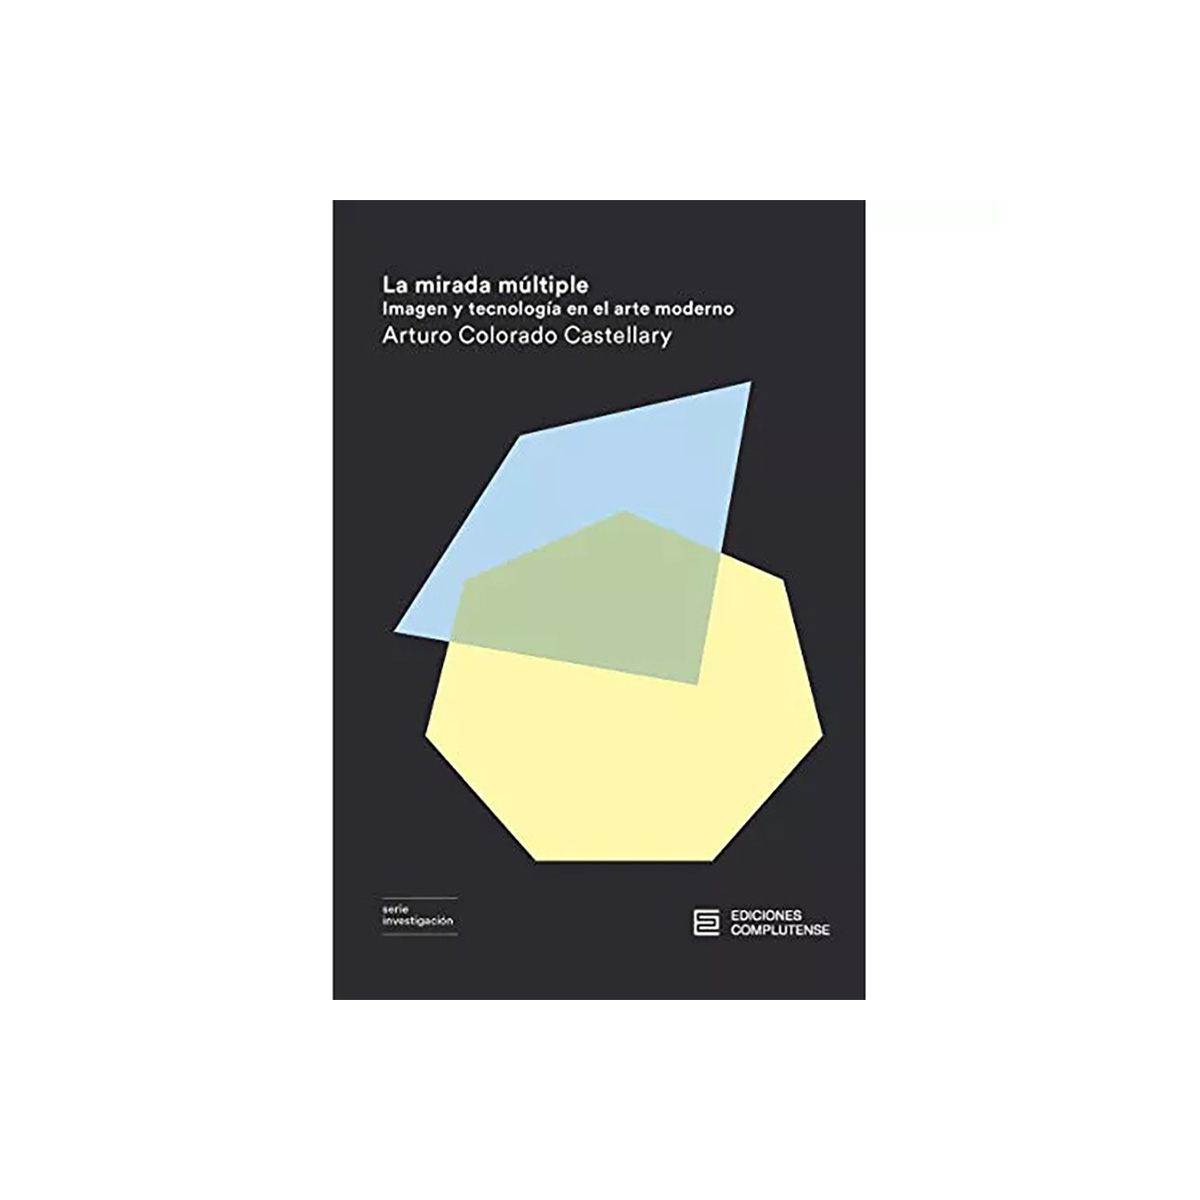 La mirada múltiple
Imagen y tecnología en el arte moderno
Arturo Colorado Castellary
serie
investigación
EDICIONES
COMPLUTENSE